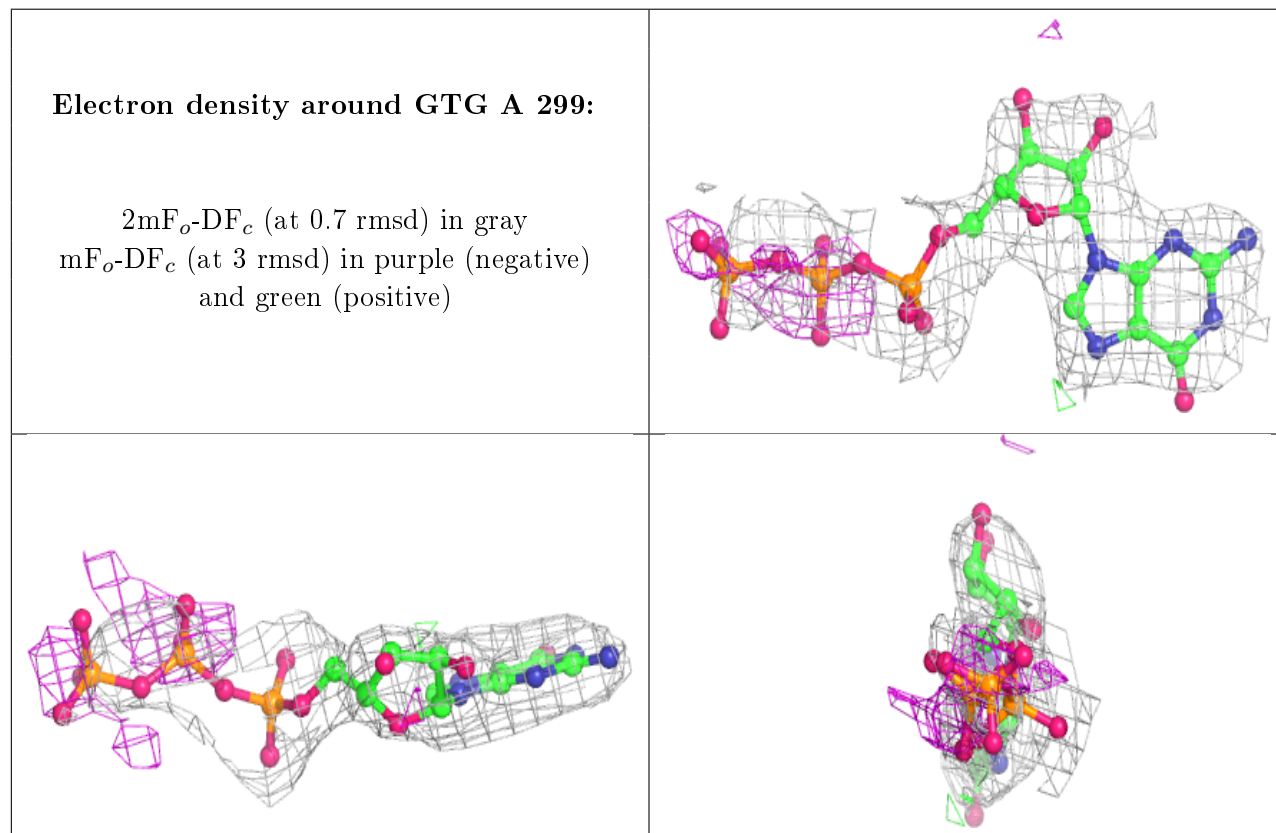 Electron density around GTG A 299:
2mFo-DFc (at 0.7 rmsd) in gray
mFo-DFc (at 3 rmsd) in purple (negative)
and green (positive)